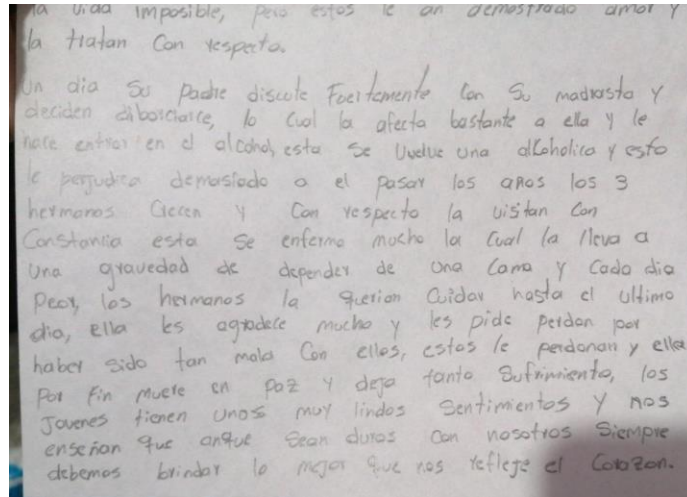 na vida imposible, pero estos le an demostrado amor y
la tratan con respeto.
Un dia su padre discute Fuertemente con su madrasta y
deciden diborciarce, lo cual la afecta bastante a ella y le
hace entrar en el alcohol, esta se vuelve una alcoholica y esto
le perjudica demasiado a el pasar los años los 3
hermanos crecen y con respecto la visitan con
Constancia esta se enfermo mucho la cual la lleva a
una gravedad de depender de una cama y cada dia
peor, los hermanos la querian cuidar hasta el ultimo
dia, ella les agradece mucho y les pide perdon por
haber sido tan mala con ellos, estos le perdonan y ella
por fin muere en paz y deja tanto sufrimiento, los
Jovenes tienen unos muy lindos sentimientos y nos
enseñan que anque sean duros con nosotros siempre
debemos brindar lo mejor que nos refleje el corazon.